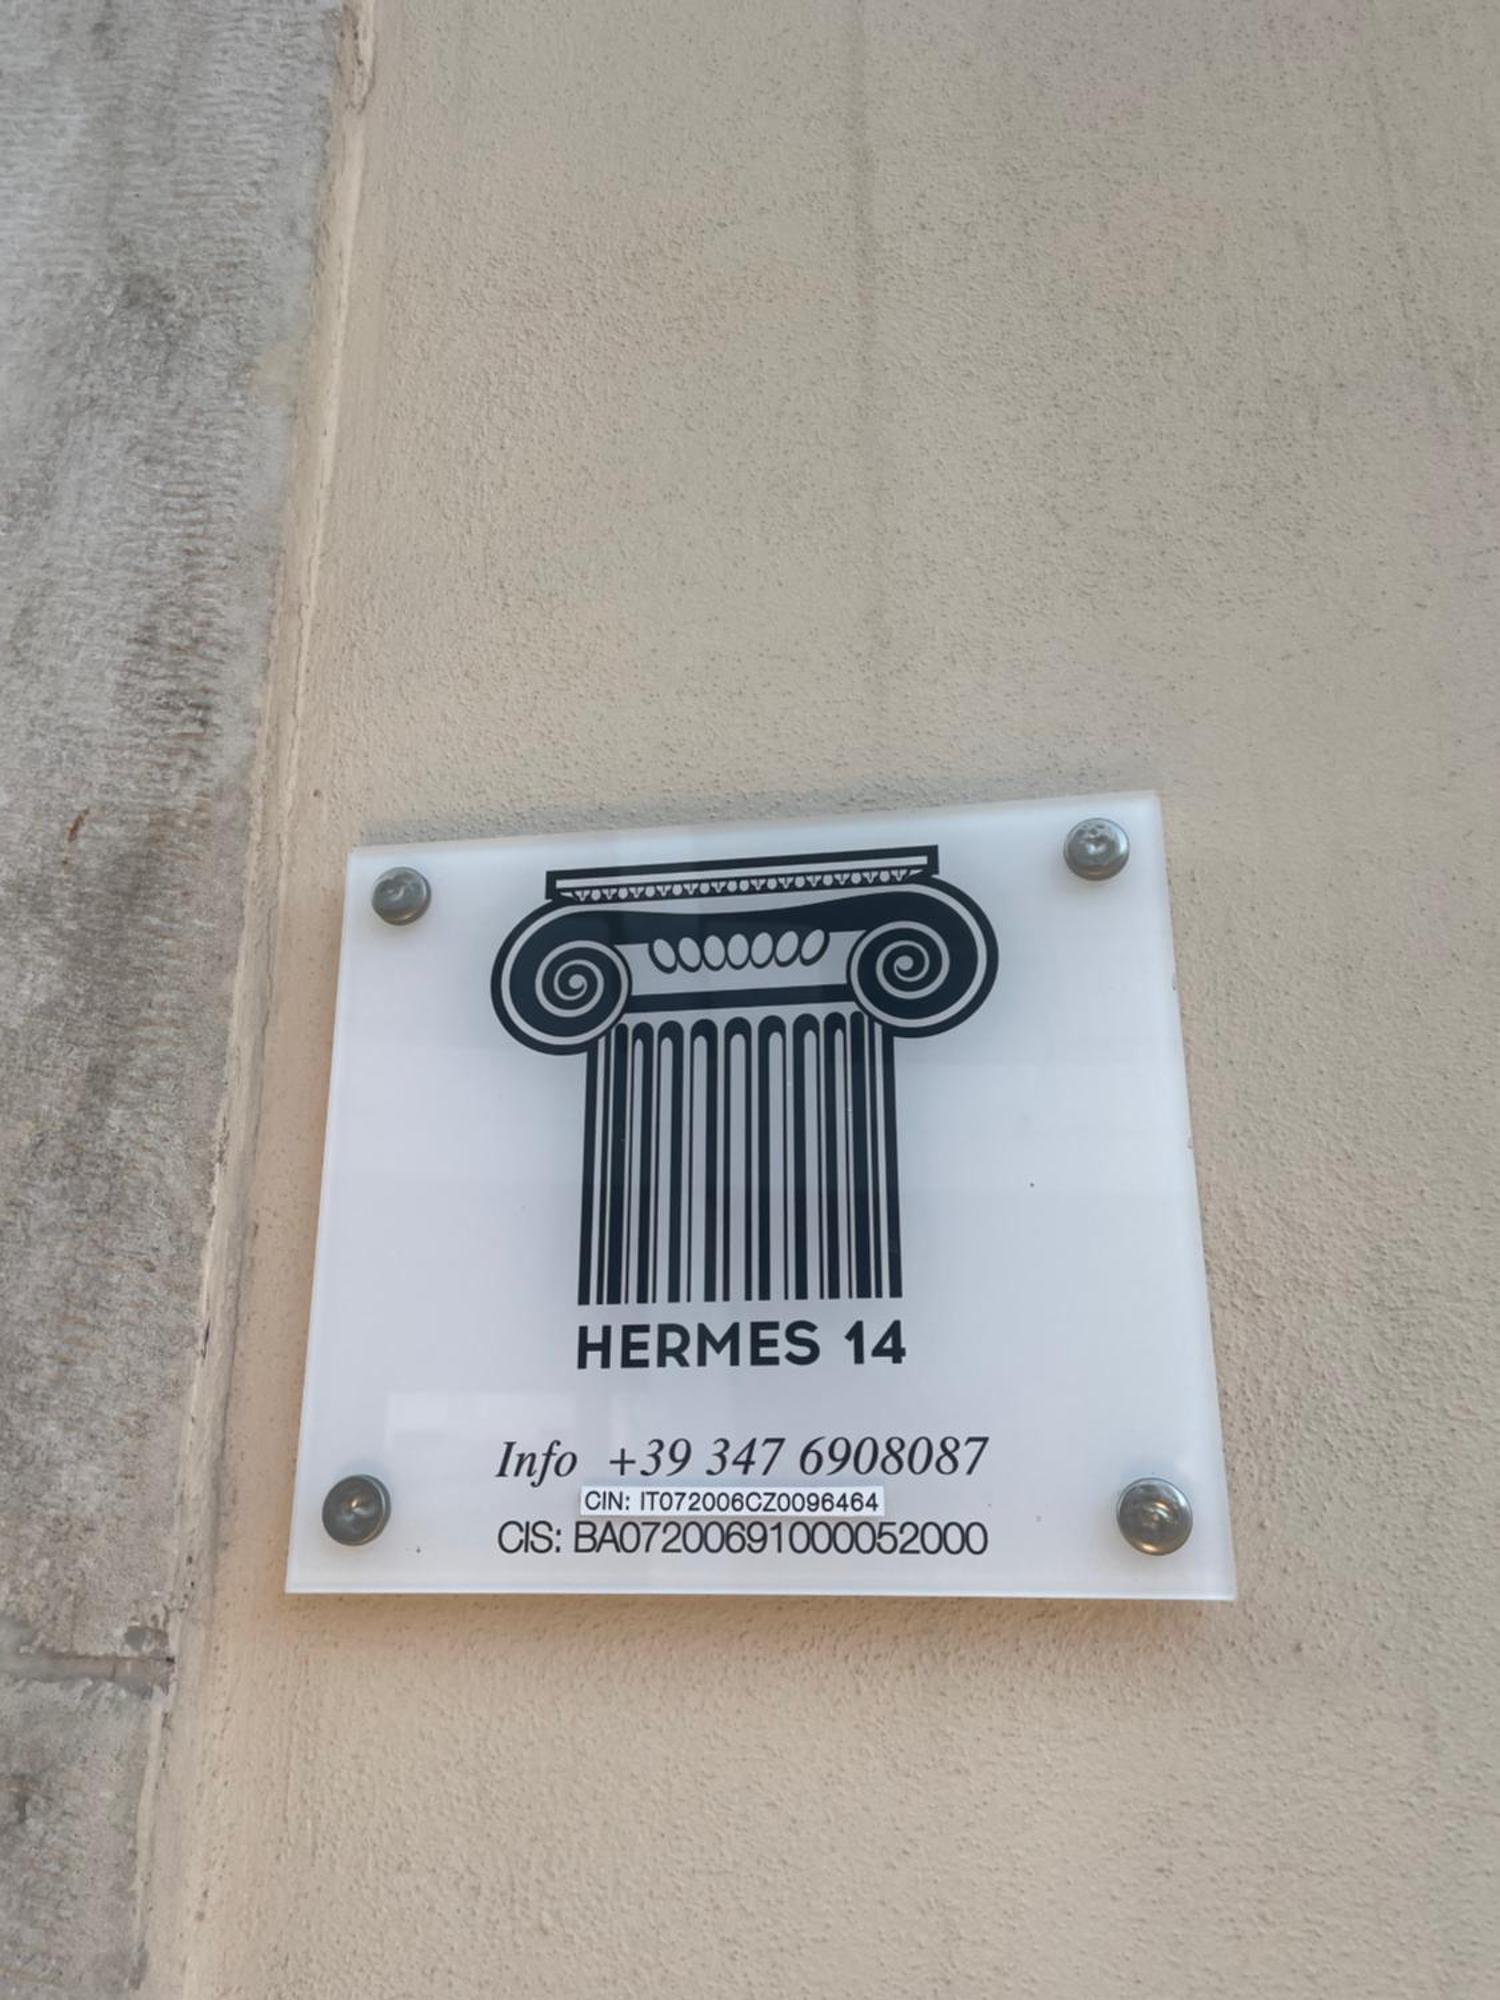 HERMES 14
Info +39 347 6908087
CIN: IT072006CZ0096464
CIS: BA07200691000052000